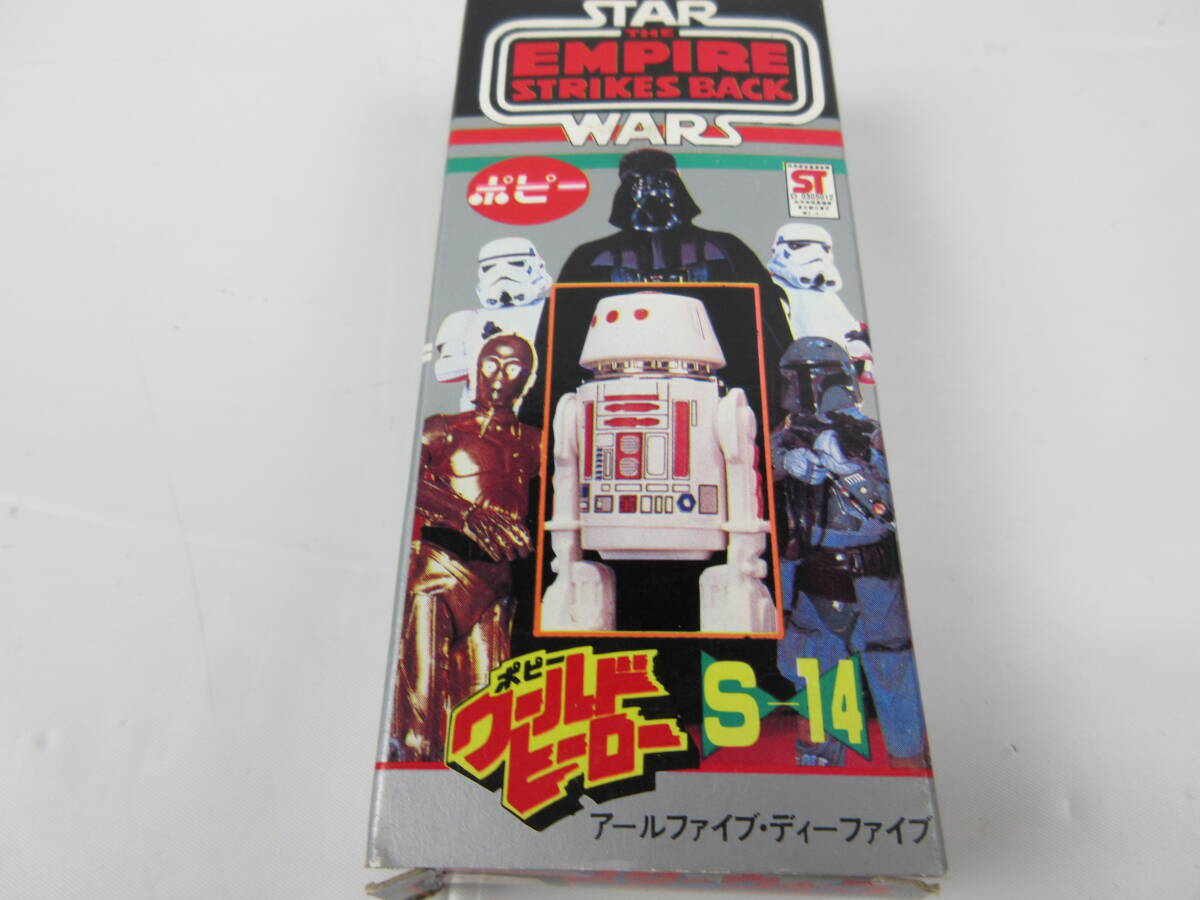 STAR
THE
EMPIRE
STRIKES BACK
WARS
ポピー
ST
ポピー
ワールド
ヒーロー
S-14
アールファイブ・ディーファイブ